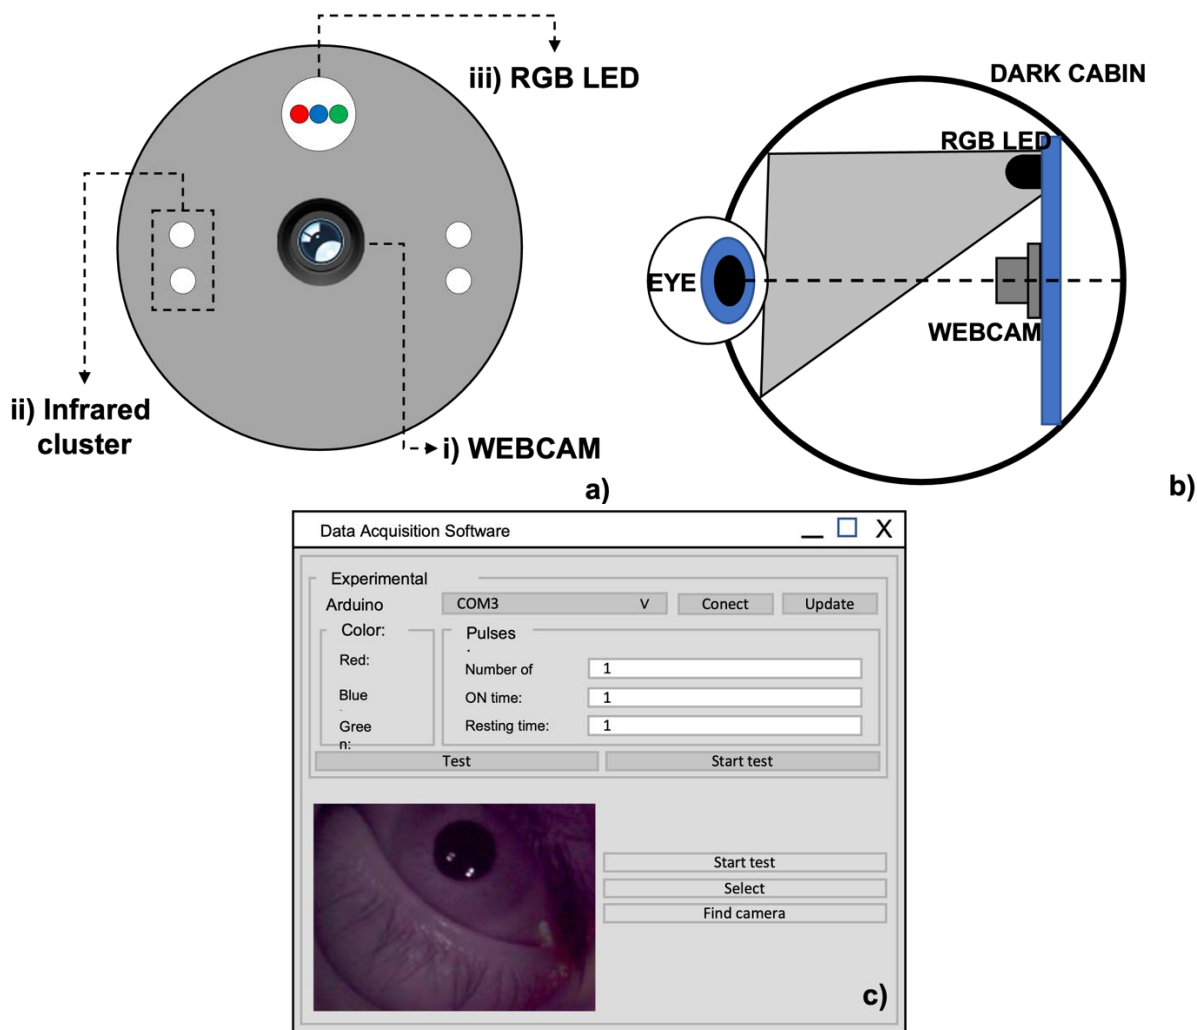 iii) RGB LED
ii) Infrared
cluster
i) WEBCAM
a)
DARK CABIN
RGB LED
EYE
WEBCAM
b)
Data Acquisition Software
X
Experimental
Arduino
COM3
V
Conect
Update
Color:
Red:
Blue
.
Gree
n:
Pulses
.
Number of
1
ON time:
1
Resting time:
1
Test
Start test
Start test
Select
Find camera
c)